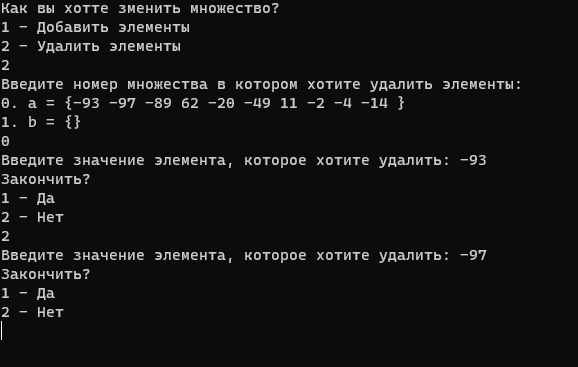 Как вы хотте зменить множество?
1 - Добавить элементы
2 - Удалить элементы
2
Введите номер множества в котором хотите удалить элементы:
0. a = {-93 -97 -89 62 -20 -49 11 -2 -4 -14 }
1. b = {}
0
Введите значение элемента, которое хотите удалить: -93
Закончить?
1 - Да
2 - Нет
2
Введите значение элемента, которое хотите удалить: -97
Закончить?
1 - Да
2 - Нет